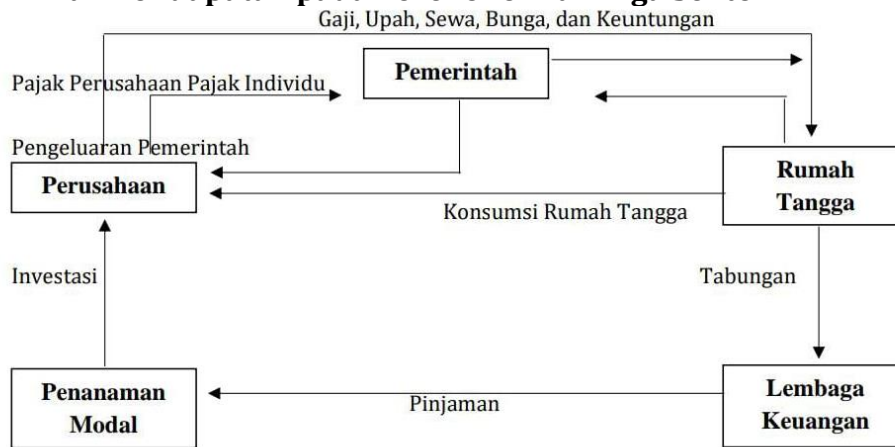 Gaji, Upah, Sewa, Bunga, dan Keuntungan
Pemerintah
Pajak Perusahaan Pajak Individu
Pengeluaran Pemerintah
Perusahaan
Rumah
Tangga
Konsumsi Rumah Tangga
Investasi
Tabungan
Penanaman
Modal
Pinjaman
Lembaga
Keuangan